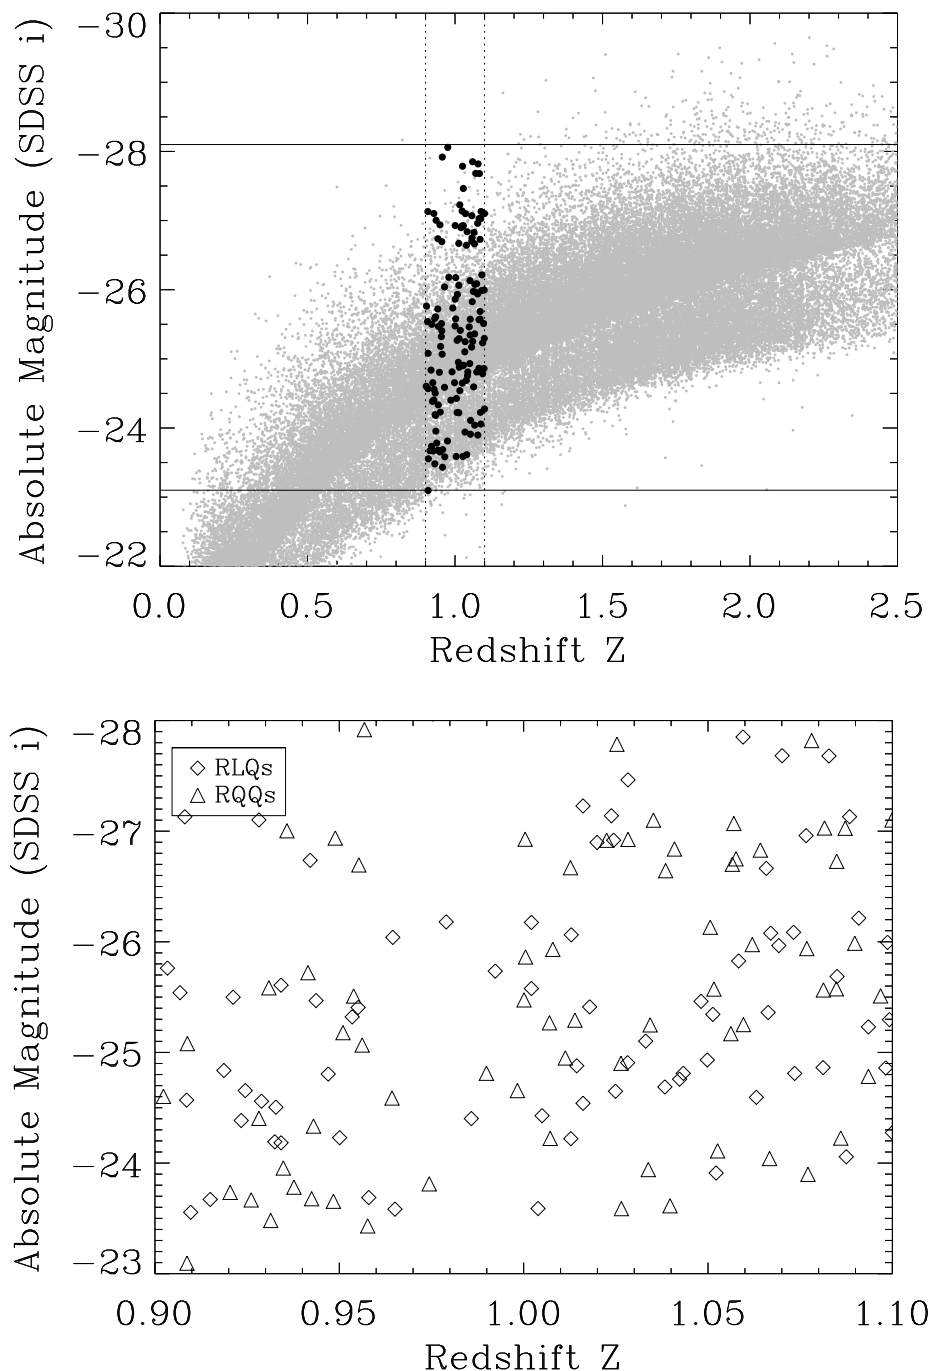 -30
-28
-26
-24
-22
Absolute Magnitude (SDSS i)
0.0 0.5 1.0 1.5 2.0 2.5
Redshift Z
-28
-27
-26
-25
-24
-23
Absolute Magnitude (SDSS i)
RLQs
RQQs
0.90 0.95 1.00 1.05 1.10
Redshift Z